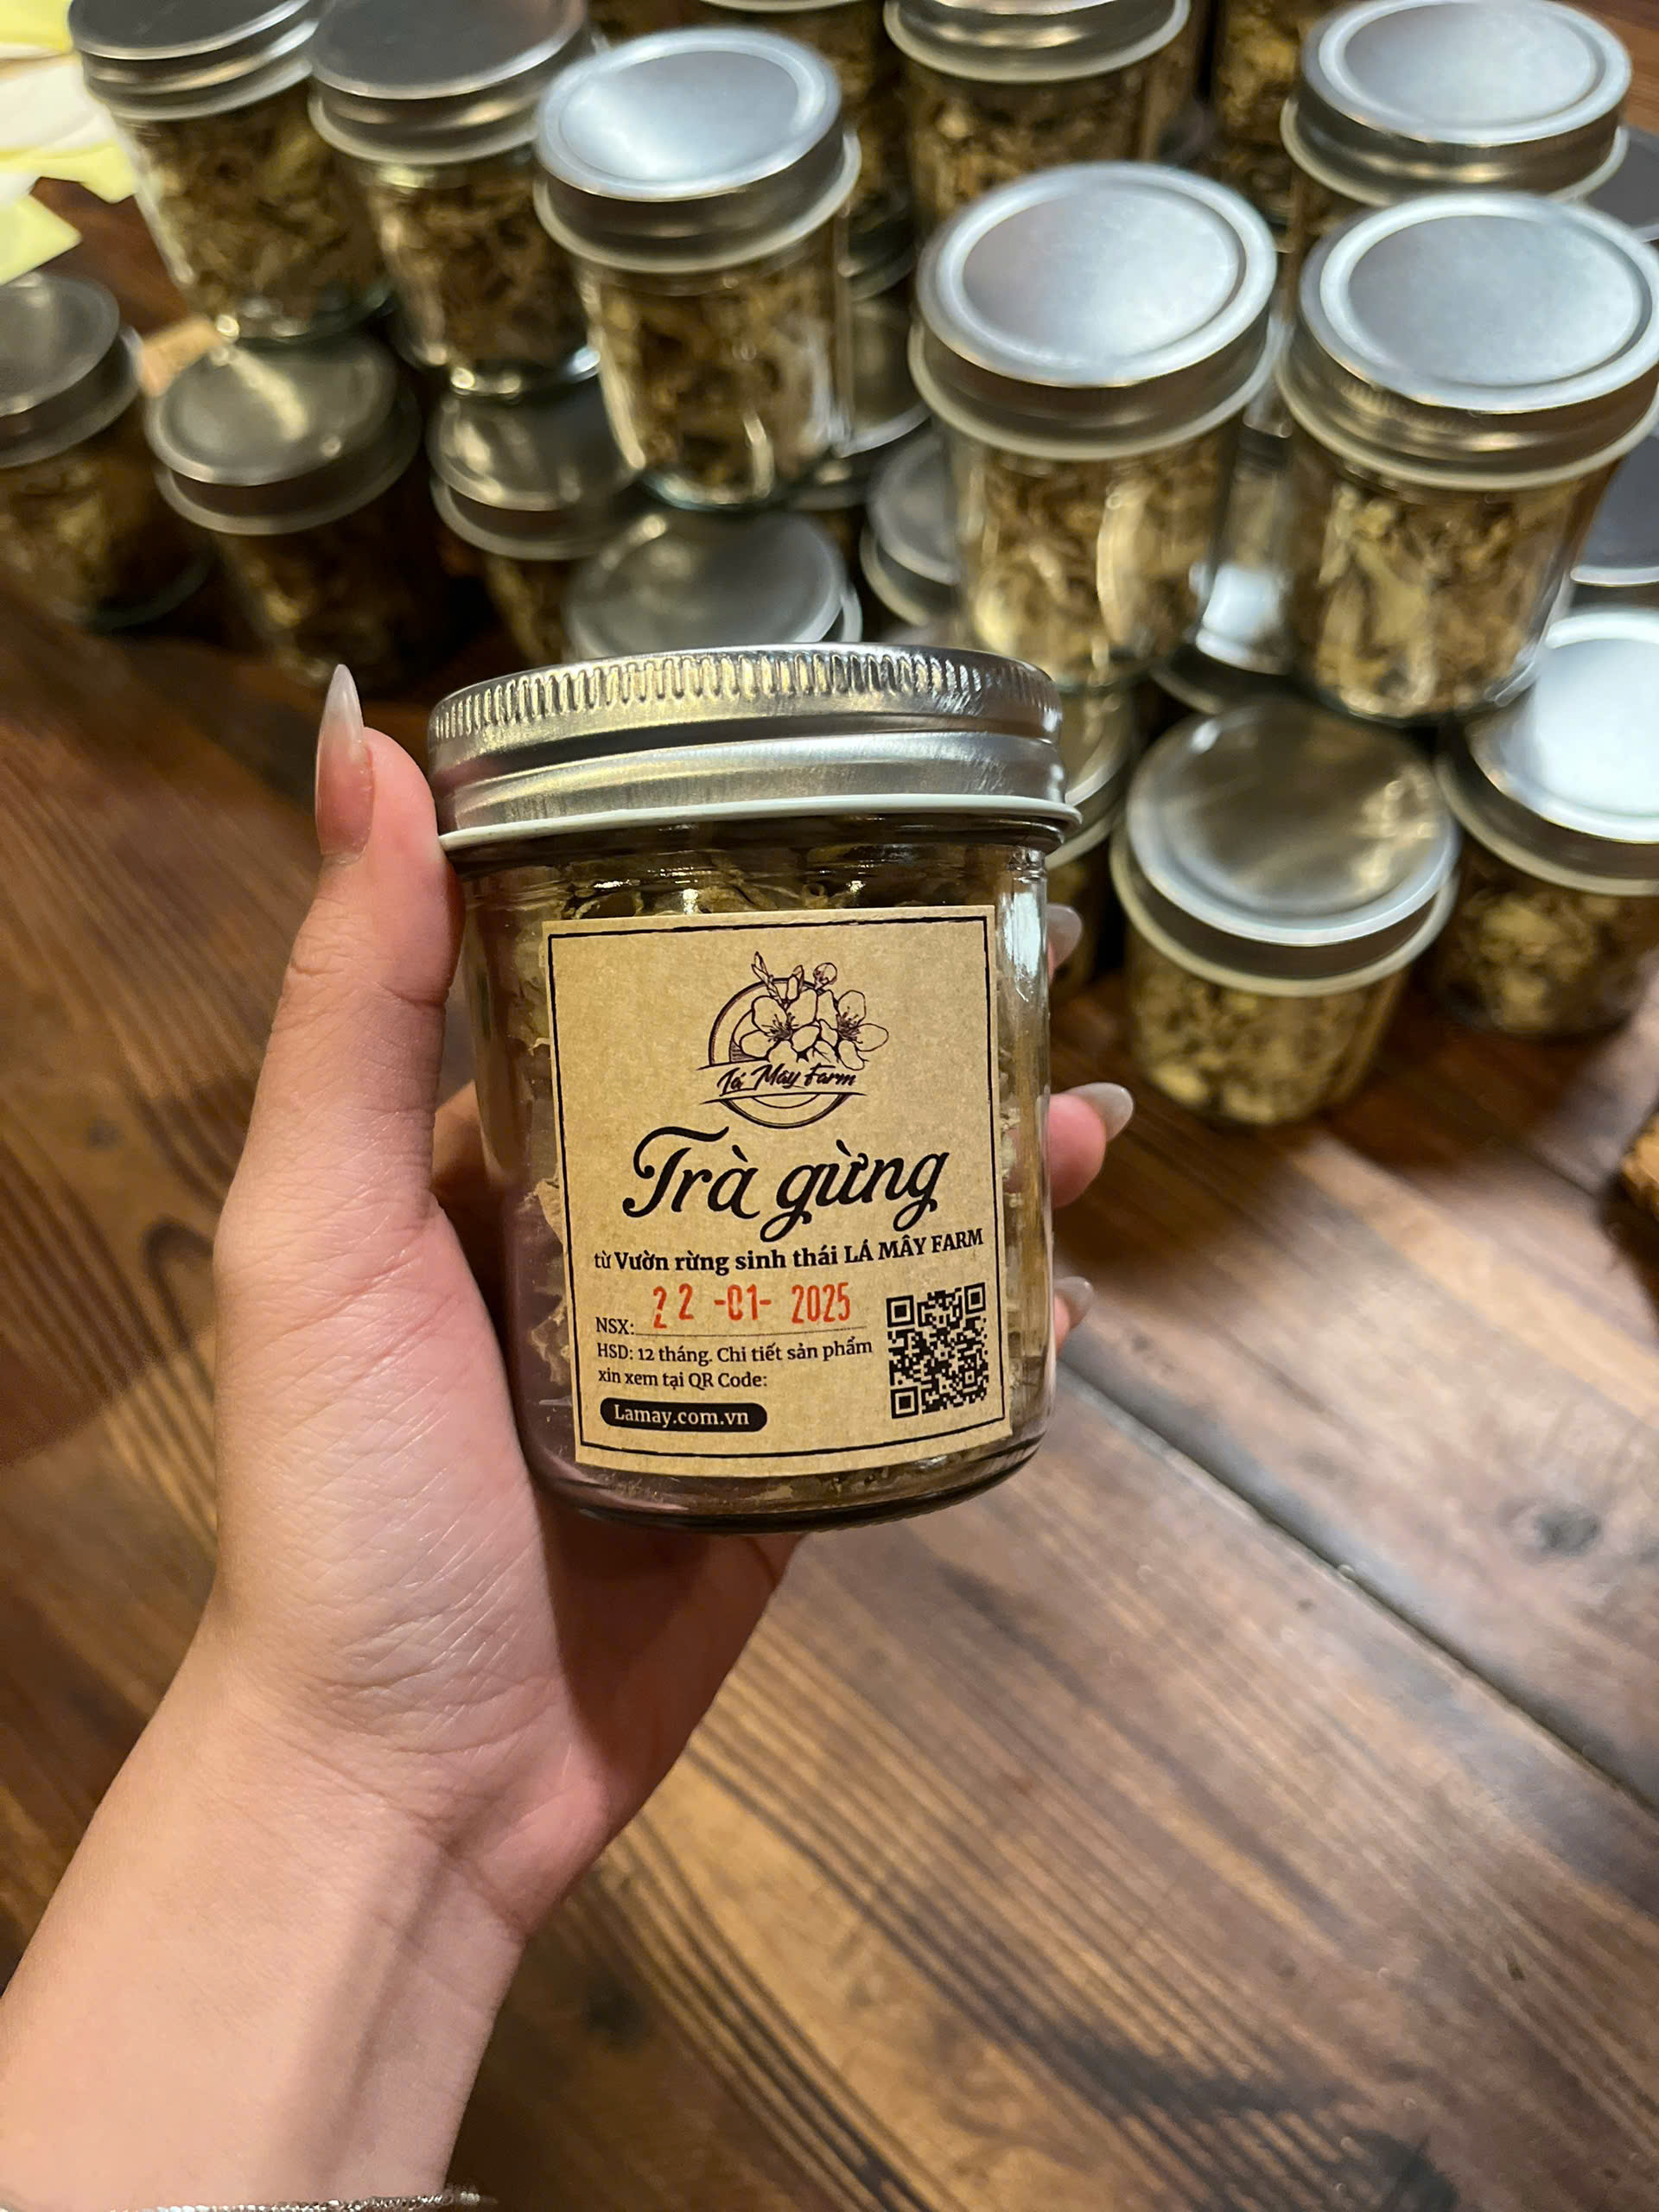 Lá Mây Farm
Trà gừng
từ Vườn rừng sinh thái LÁ MÂY FARM
NSX: 22 -01- 2025
HSD: 12 tháng. Chi tiết sản phẩm
xin xem tại QR Code:
Lamay.com.vn